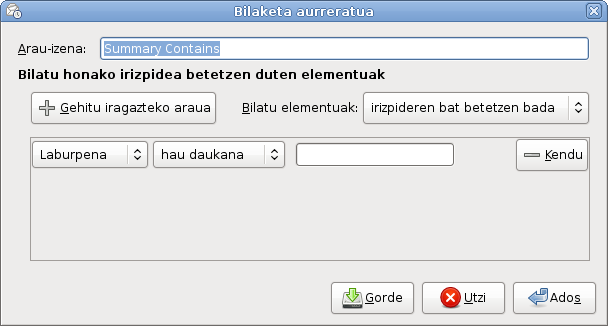 Bilaketa aurreratua
Arau-izena: Summary Contains
Bilatu honako irizpidea betetzen duten elementuak
Gehitu iragazteko araua Bilatu elementuak: irizpideren bat betetzen bada
Laburpena hau daukana Kendu
Gorde Utzi Ados